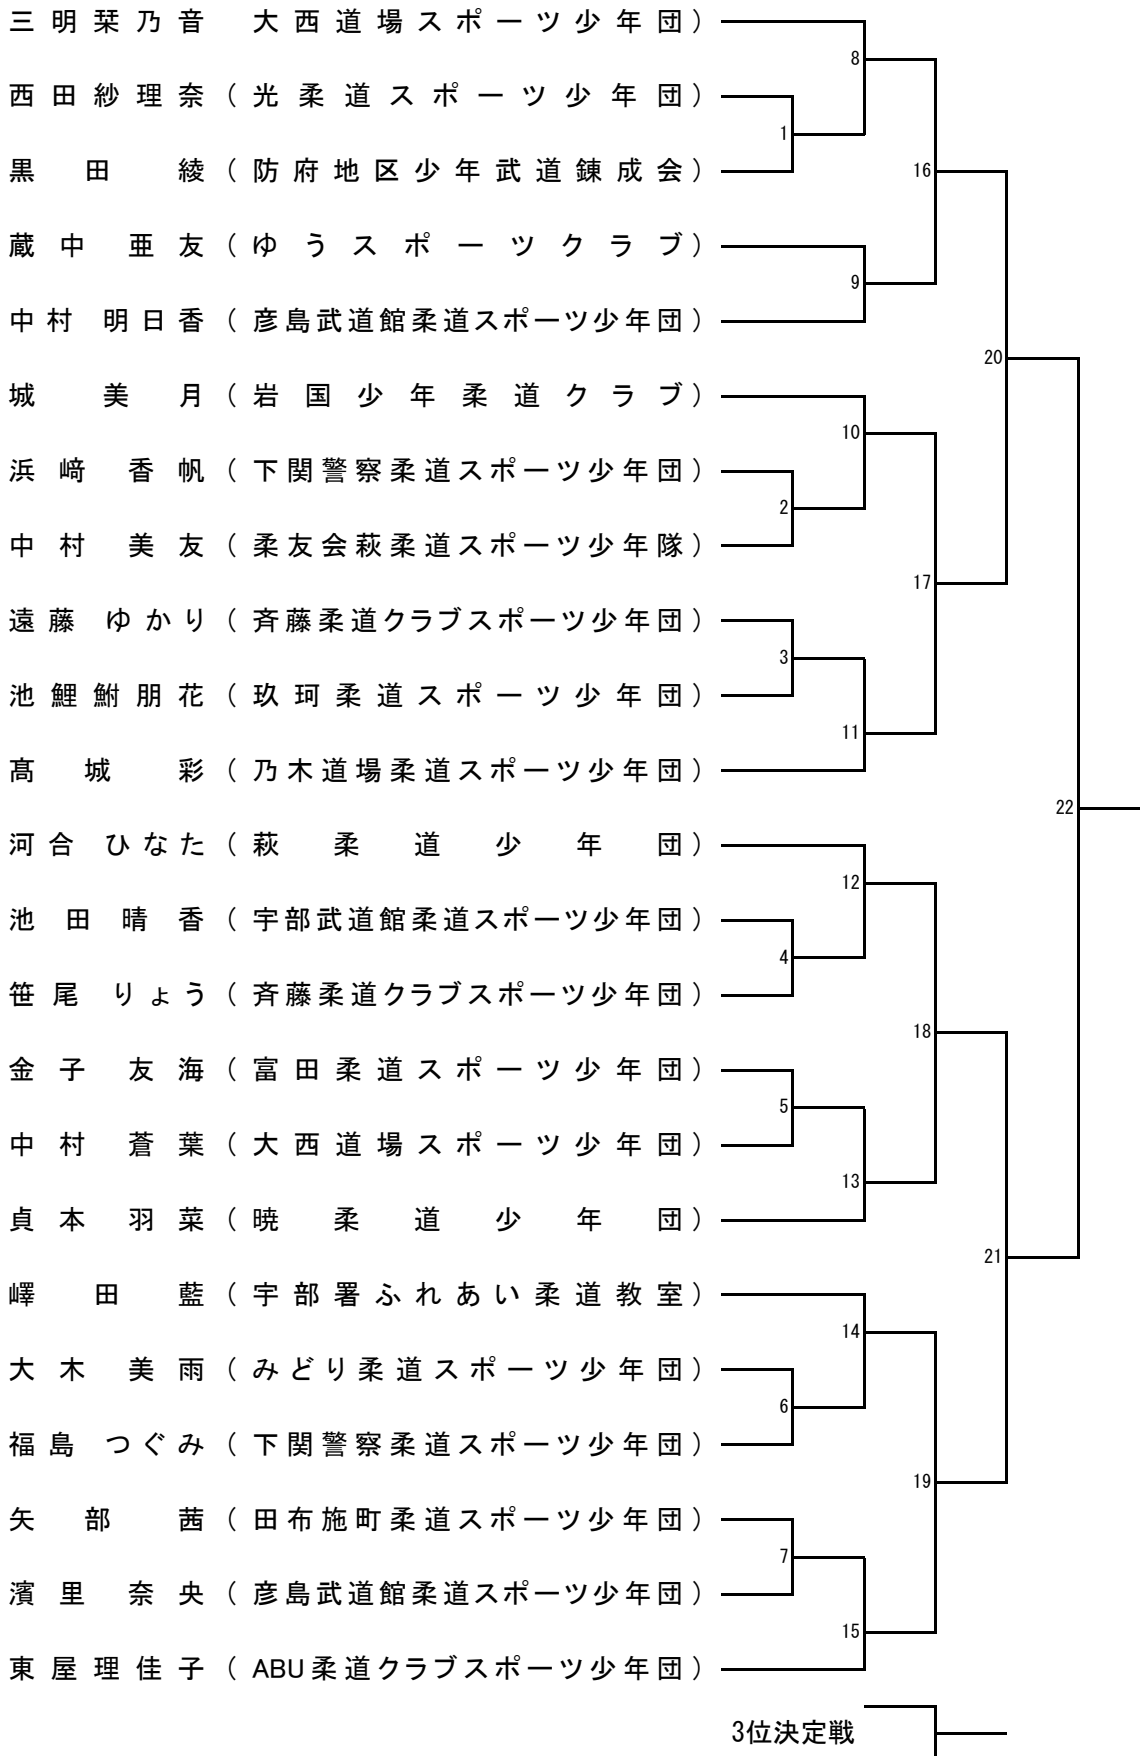 三明栞乃音　大西道場スポーツ少年団）
8
西田紗理奈（光柔道スポーツ少年団）
1
黒田綾（防府地区少年武道錬成会）
16
蔵中亜友（ゆうスポーツクラブ）
9
中村明日香（彦島武道館柔道スポーツ少年団）
20
城美月（岩国少年柔道クラブ）
10
浜﨑香帆（下関警察柔道スポーツ少年団）
2
中村美友（柔友会萩柔道スポーツ少年隊）
17
遠藤ゆかり（斉藤柔道クラブスポーツ少年団）
3
池鯉鮒朋花（玖珂柔道スポーツ少年団）
11
髙城彩（乃木道場柔道スポーツ少年団）
22
河合ひなた（萩柔道少年団）
12
池田晴香（宇部武道館柔道スポーツ少年団）
4
笹尾りょう（斉藤柔道クラブスポーツ少年団）
18
金子友海（富田柔道スポーツ少年団）
5
中村蒼葉（大西道場スポーツ少年団）
13
貞本羽菜（暁柔道少年団）
21
嶧田藍（宇部署ふれあい柔道教室）
14
大木美雨（みどり柔道スポーツ少年団）
6
福島つぐみ（下関警察柔道スポーツ少年団）
19
矢部茜（田布施町柔道スポーツ少年団）
7
濱里奈央（彦島武道館柔道スポーツ少年団）
15
東屋理佳子（ABU柔道クラブスポーツ少年団）
3位決定戦